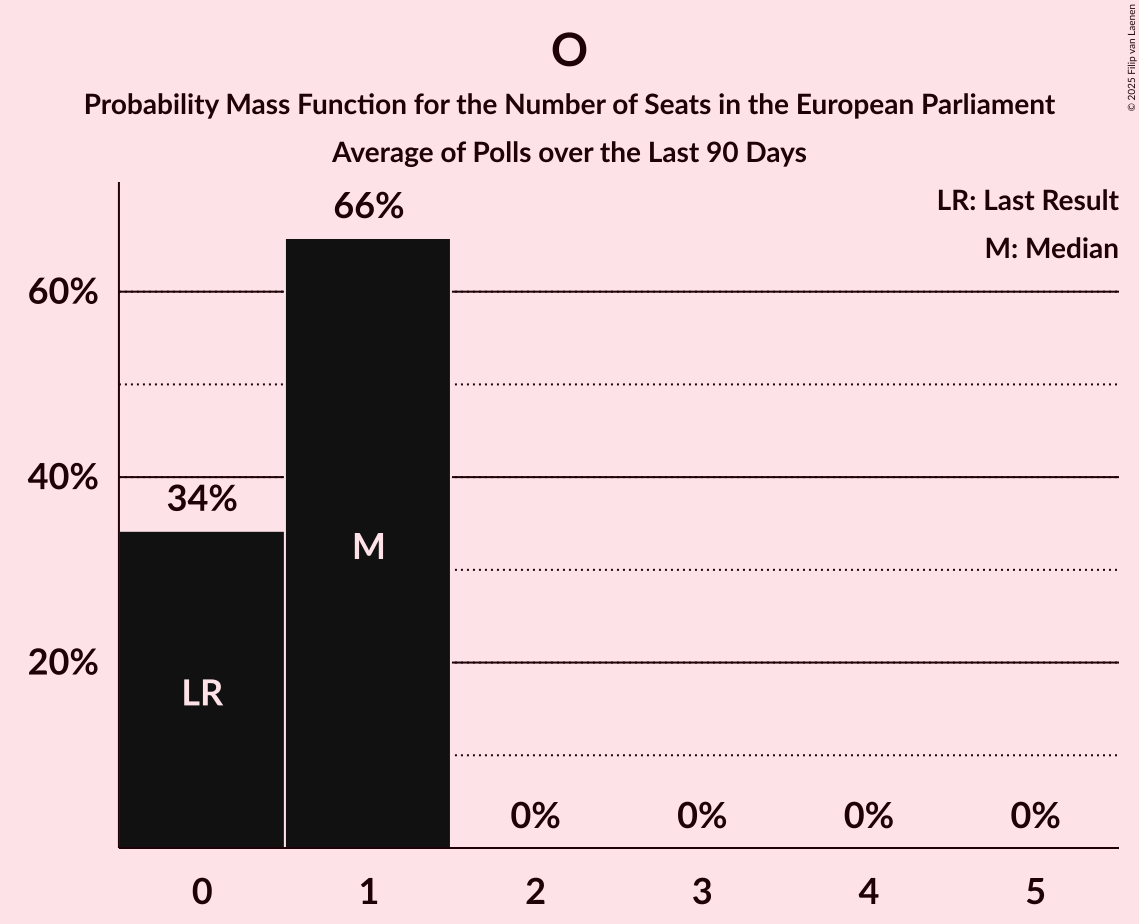 O
Probability Mass Function for the Number of Seats in the European Parliament
Average of Polls over the Last 90 Days
© 2025 Filip van Laenen
LR: Last Result
M: Median
66%
60%
40%
34%
M
20%
LR
0% 0% 0% 0%
0 1 2 3 4 5